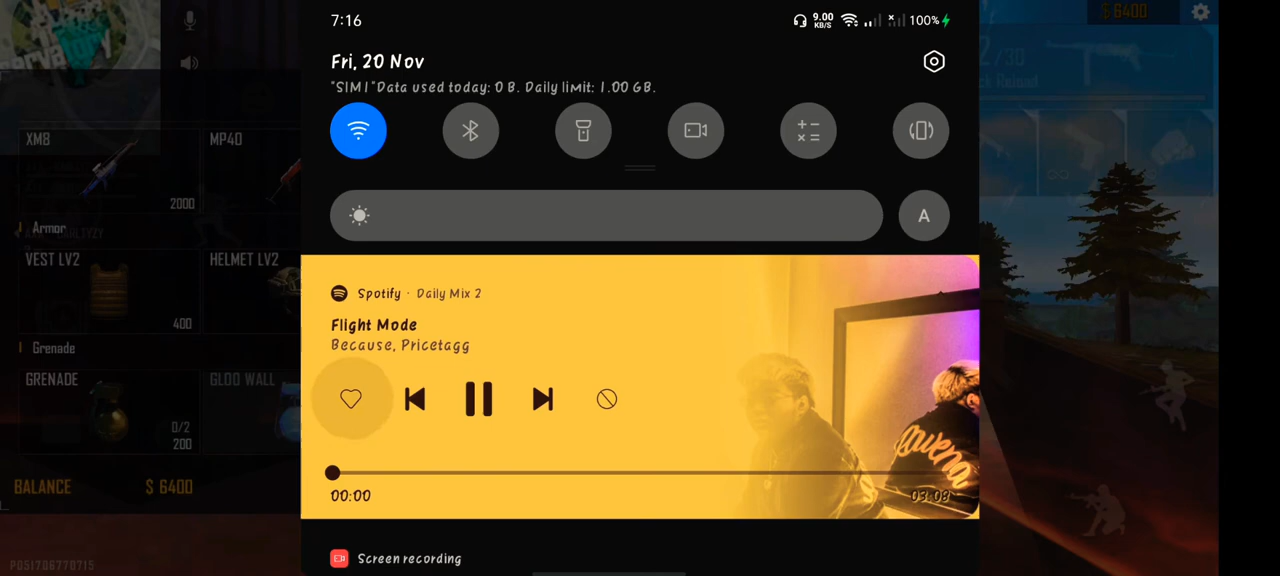 7:16
9.00 KB/S
100%
Fri, 20 Nov
"SIM1"Data used today: 0 B. Daily limit: 1.00 GB.
A
Spotify · Daily Mix 2
Flight Mode
Because, Pricetagg
00:00
03:08
Screen recording
XM8
MP40
2000
Armor
VEST LV2
HELMET LV2
400
Grenade
GRENADE
GLOO WALL
0/2
200
BALANCE
$ 6400
$ 6400
P051706770715